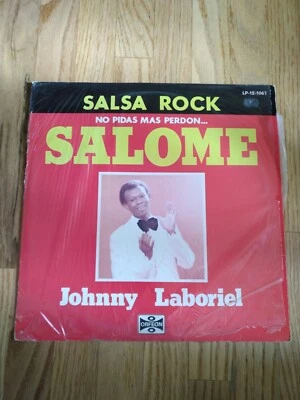 LP-12-1061
SALSA ROCK
NO PIDAS MAS PERDON...
SALOME
Johnny Laboriel
ORFEON